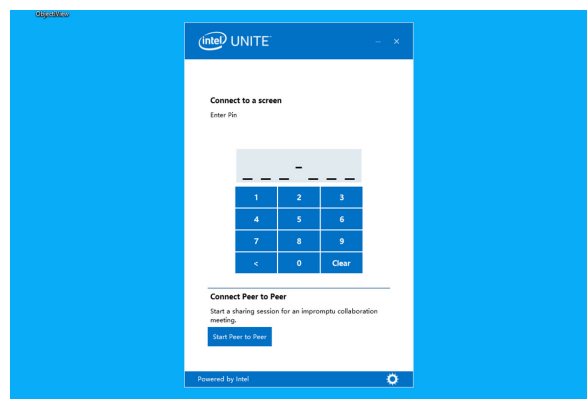 ObjectView
intel UNITE™
Connect to a screen
Enter Pin
_ _ _ - _ _ _
1 2 3
4 5 6
7 8 9
< 0 Clear
Connect Peer to Peer
Start a sharing session for an impromptu collaboration
meeting.
Start Peer to Peer
Powered by Intel